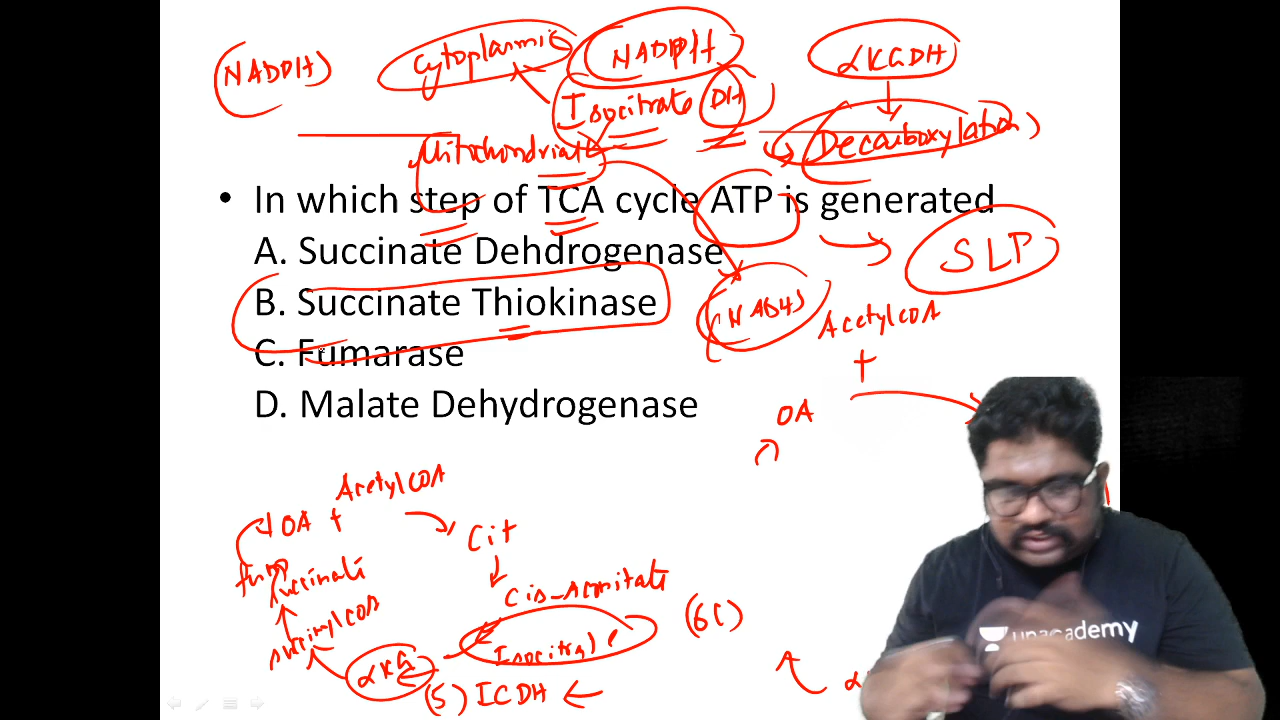 NADPH
Cytoplasmic
NADPH
αKGDH
Isocitrate DH
Mitochondrial
Decarboxylation
• In which step of TCA cycle ATP is generated
A. Succinate Dehdrogenase
SLP
B. Succinate Thiokinase
NADH
Acetyl COA
+
C. Fumarase
D. Malate Dehydrogenase
OA
Acetyl COA
OA +
Cit
Succinate
Cis-Aconitate
Succinyl COA
Isocitrate
(6C)
αKG
(5) ICDH
unacademy